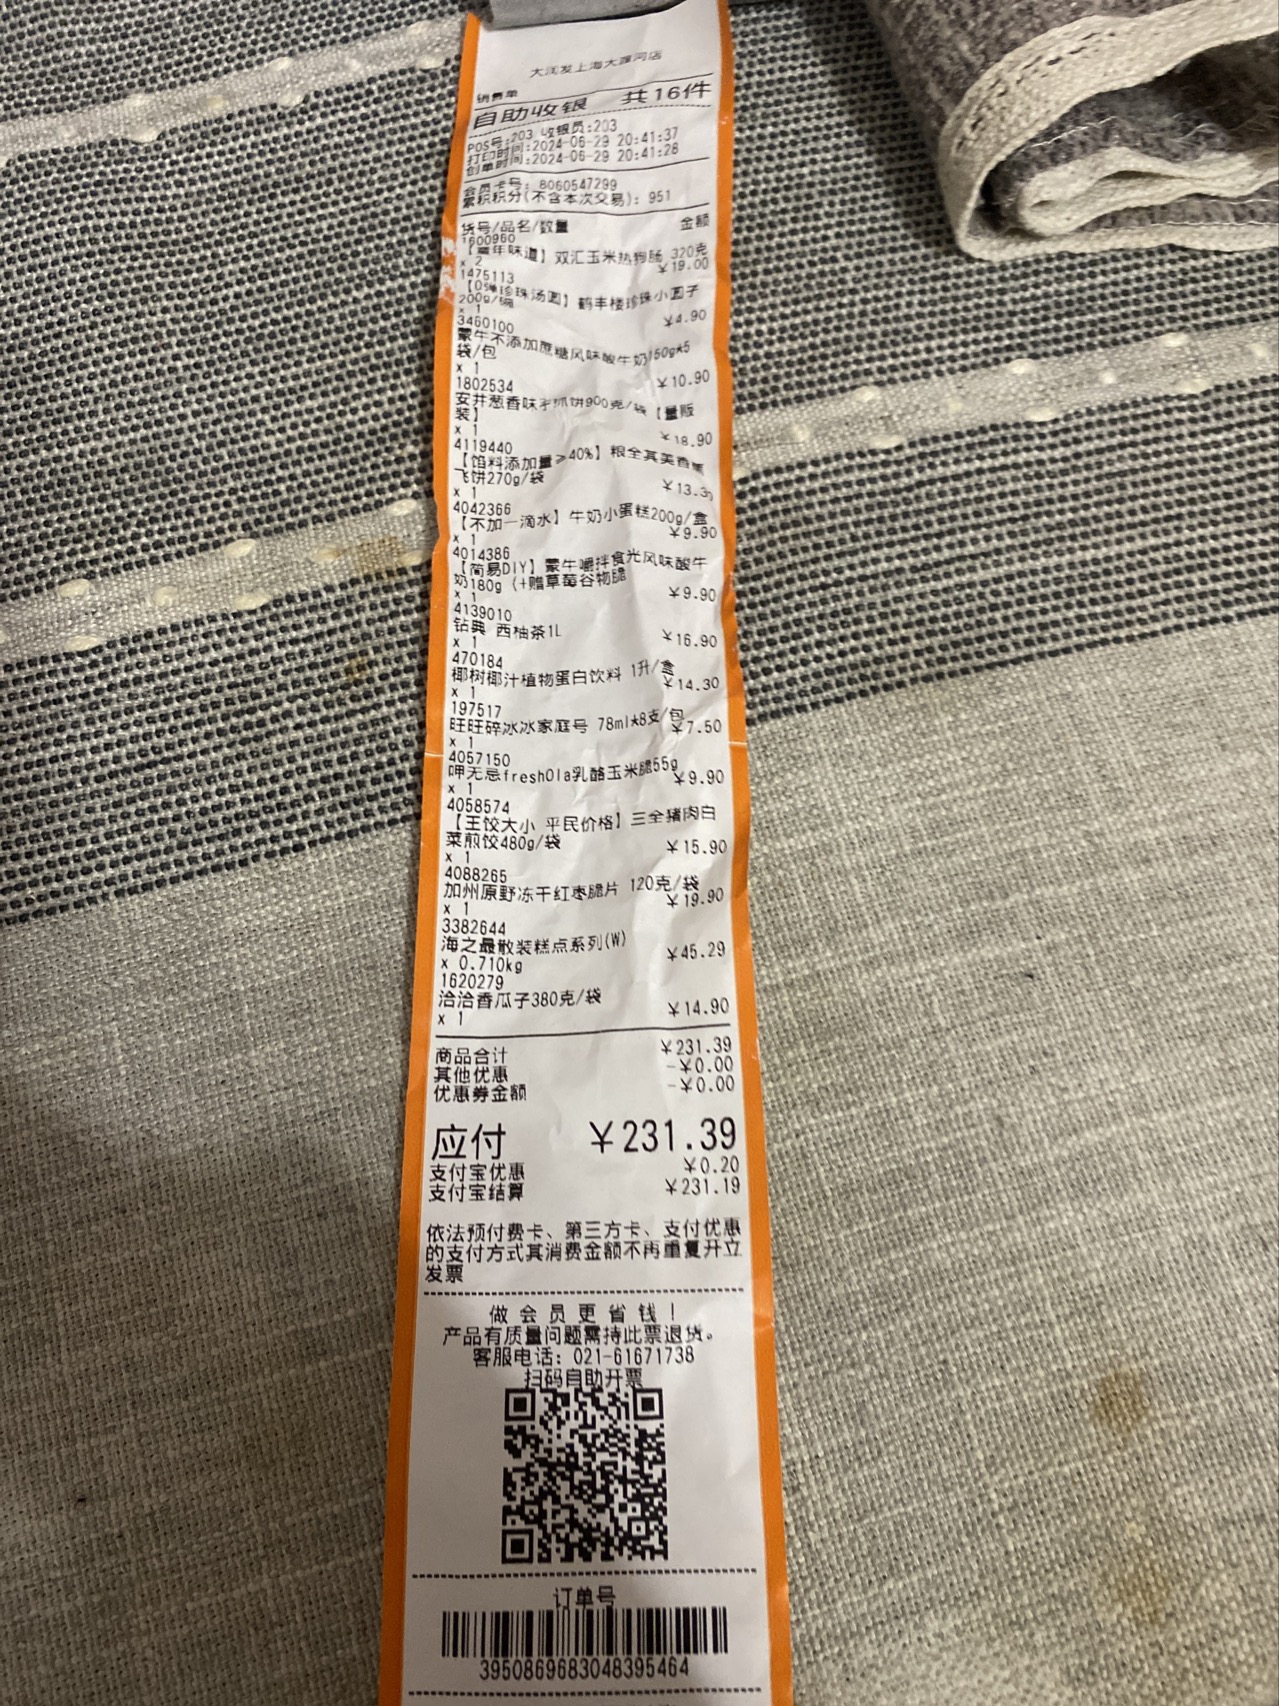 大润发上海大渡河店
销售单
自助收银 共16件
POS号:203 收银员:203
打印时间:2024-06-29 20:41:37
创单时间:2024-06-29 20:41:28
会员卡号: 8060547299
累积积分(不含本次交易): 951
货号/品名/数量 金额
1600960
【童年味道】双汇玉米热狗肠 320克
x 2 ¥19.00
1475113
【Q弹珍珠汤圆】鹤丰楼珍珠小圆子
200g/碗
x 1 ¥4.90
3460100
蒙牛不添加蔗糖风味酸牛奶150g*5
袋/包
x 1 ¥10.90
1802534
安井葱香味手抓饼900克/袋【量贩
装】
x 1 ¥18.90
4119440
【馅料添加量≥40%】粮全其美香蕉
飞饼270g/袋
x 1 ¥13.30
4042366
【不加一滴水】牛奶小蛋糕200g/盒
x 1 ¥9.90
4014386
【简易DIY】蒙牛嚼拌食光风味酸牛
奶180g（+赠草莓谷物脆
x 1 ¥9.90
4139010
钻典 西柚茶1L
x 1 ¥16.90
470184
椰树椰汁植物蛋白饮料 1升/盒
x 1 ¥14.30
197517
旺旺碎冰冰家庭号 78ml*8支/包
x 1 ¥7.50
4057150
呷无忌freshOla乳酪玉米脆55g
x 1 ¥9.90
4058574
【王饺大小 平民价格】三全猪肉白
菜煎饺480g/袋
x 1 ¥15.90
4088265
加州原野冻干红枣脆片 120克/袋
x 1 ¥19.90
3382644
海之最散装糕点系列(W)
x 0.710kg ¥45.29
1620279
洽洽香瓜子380克/袋
x 1 ¥14.90
商品合计 ¥231.39
其他优惠 -¥0.00
优惠券金额 -¥0.00
应付 ¥231.39
支付宝优惠 ¥0.20
支付宝结算 ¥231.19
依法预付费卡、第三方卡、支付优惠
的支付方式其消费金额不再重复开立
发票
做会员更省钱！
产品有质量问题需持此票退货。
客服电话: 021-61671738
扫码自助开票
订单号
3950869683048395464